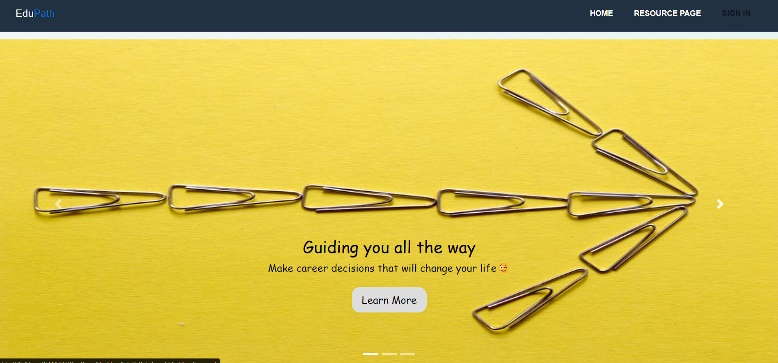 EduPath
HOME
RESOURCE PAGE
SIGN IN
Guiding you all the way
Make career decisions that will change your life 😉
Learn More